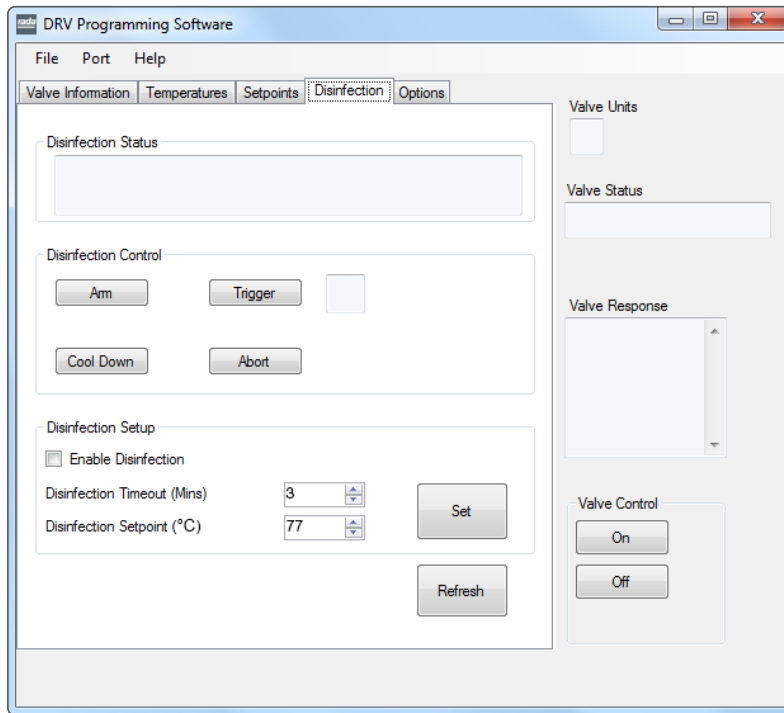 rada DRV Programming Software
File Port Help
Valve Information Temperatures Setpoints Disinfection Options
Disinfection Status
Disinfection Control
Arm Trigger
Cool Down Abort
Disinfection Setup
Enable Disinfection
Disinfection Timeout (Mins) 3
Disinfection Setpoint (°C) 77
Set
Refresh
Valve Units
Valve Status
Valve Response
Valve Control
On
Off